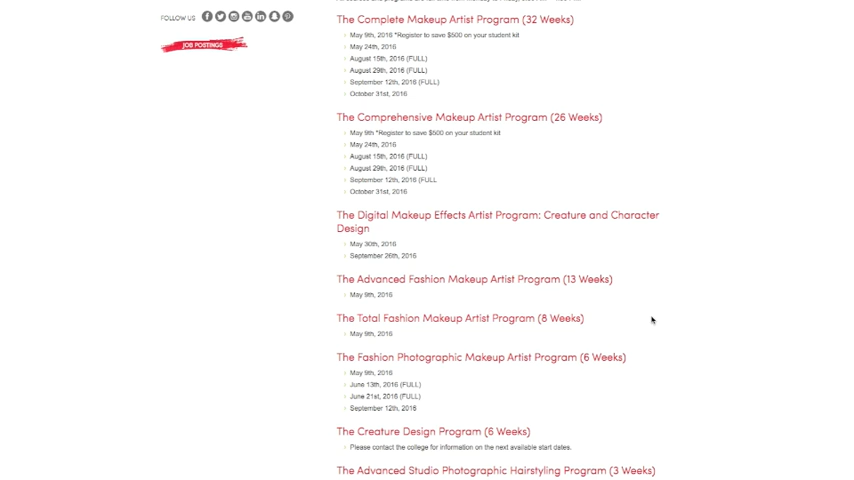 FOLLOW US
JOB POSTINGS
The Complete Makeup Artist Program (32 Weeks)
May 9th, 2016 *Register to save $500 on your student kit
May 24th, 2016
August 15th, 2016 (FULL)
August 29th, 2016 (FULL)
September 12th, 2016 (FULL)
October 31st, 2016
The Comprehensive Makeup Artist Program (26 Weeks)
May 9th *Register to save $500 on your student kit
May 24th, 2016
August 15th, 2016 (FULL)
August 29th, 2016 (FULL)
September 12th, 2016 (FULL
October 31st, 2016
The Digital Makeup Effects Artist Program: Creature and Character
Design
May 30th, 2016
September 26th, 2016
The Advanced Fashion Makeup Artist Program (13 Weeks)
May 9th, 2016
The Total Fashion Makeup Artist Program (8 Weeks)
May 9th, 2016
The Fashion Photographic Makeup Artist Program (6 Weeks)
May 9th, 2016
June 13th, 2016 (FULL)
June 21st, 2016 (FULL)
September 12th, 2016
The Creature Design Program (6 Weeks)
Please contact the college for information on the next available start dates.
The Advanced Studio Photographic Hairstyling Program (3 Weeks)